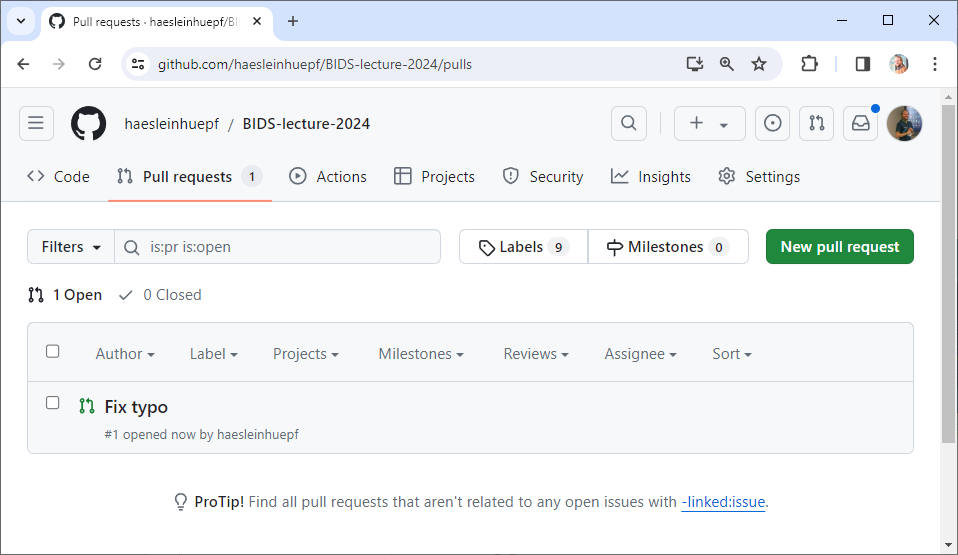 Pull requests · haesleinhuepf/BI
github.com/haesleinhuepf/BIDS-lecture-2024/pulls
haesleinhuepf / BIDS-lecture-2024
Code Pull requests 1 Actions Projects Security Insights Settings
Filters is:pr is:open Labels 9 Milestones 0 New pull request
1 Open 0 Closed
Author Label Projects Milestones Reviews Assignee Sort
Fix typo
#1 opened now by haesleinhuepf
ProTip! Find all pull requests that aren't related to any open issues with -linked:issue.